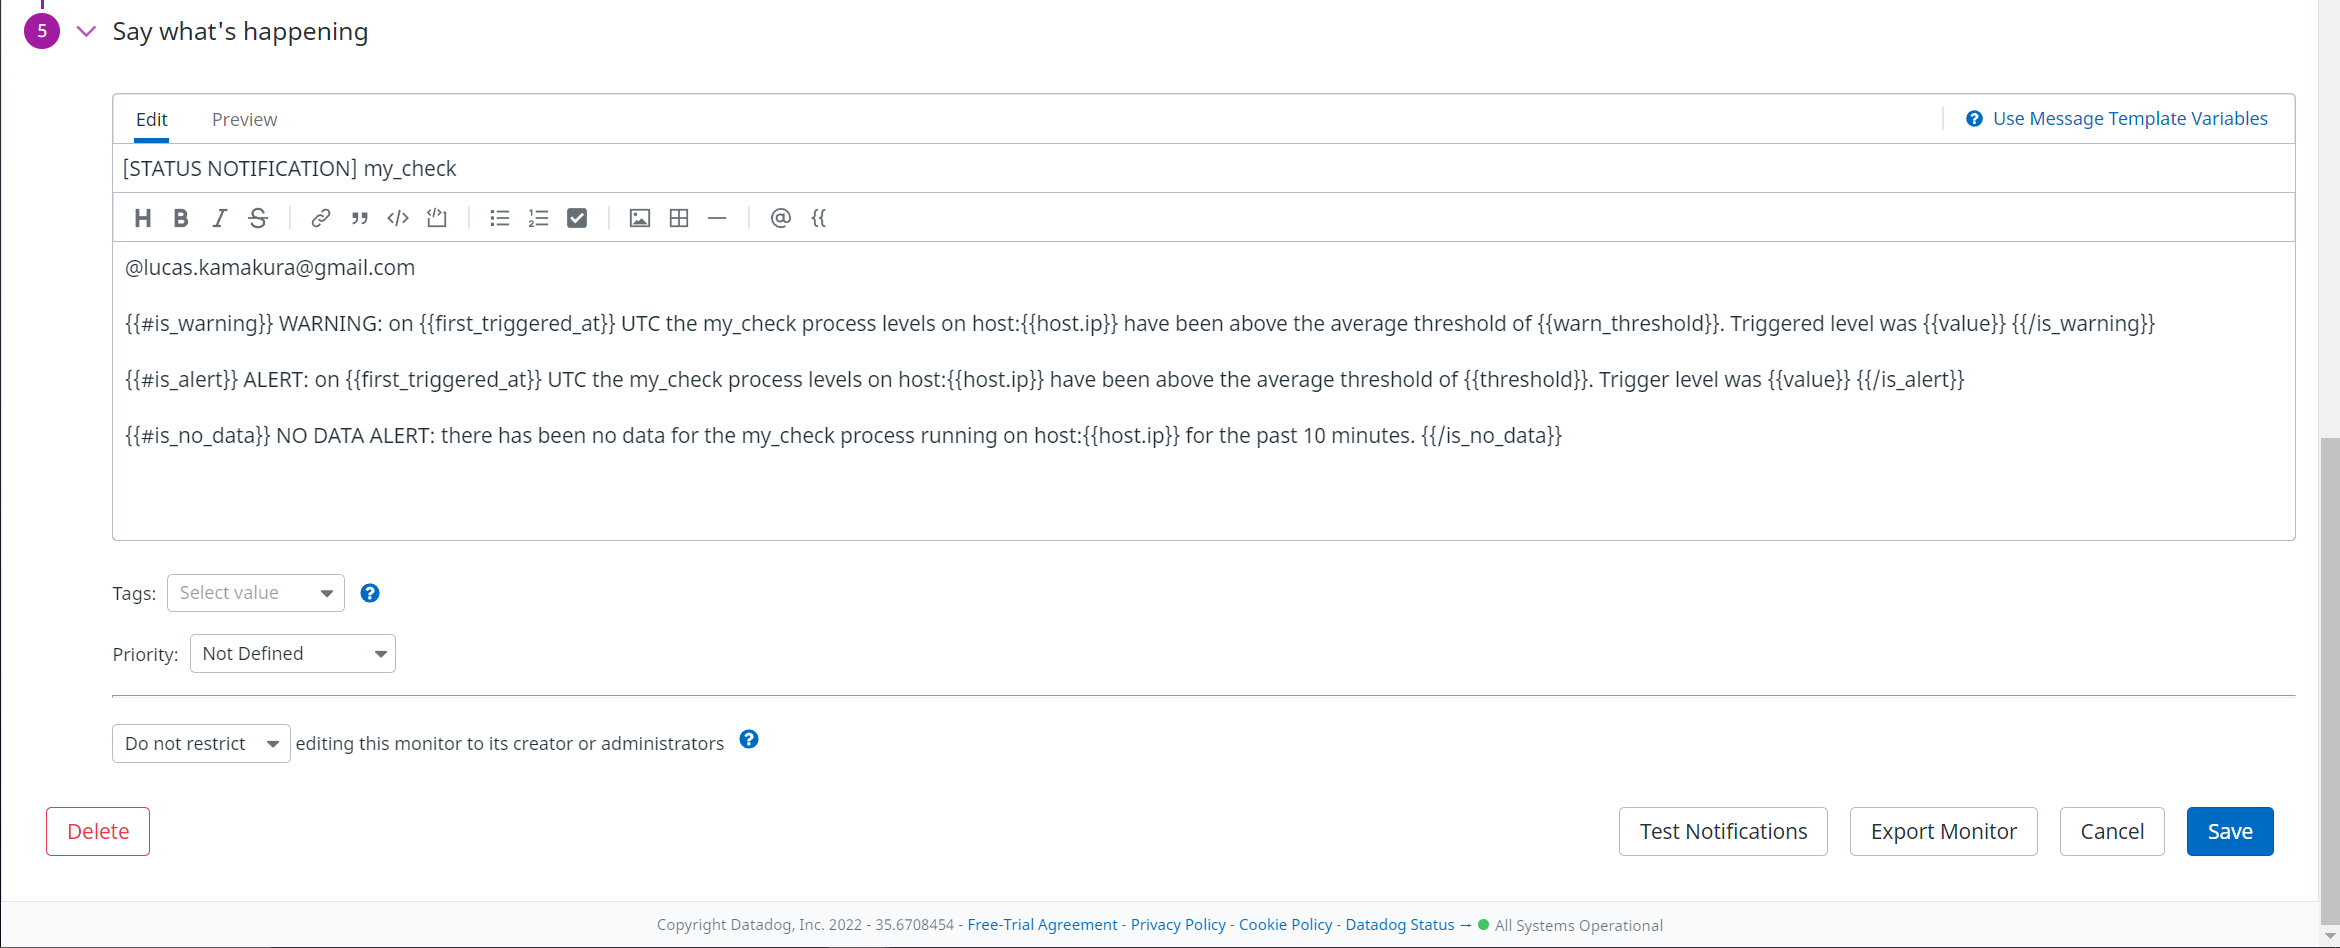 5 Say what's happening
Edit Preview Use Message Template Variables
[STATUS NOTIFICATION] my_check
H B I S @ {{
@lucas.kamakura@gmail.com
{{#is_warning}} WARNING: on {{first_triggered_at}} UTC the my_check process levels on host:{{host.ip}} have been above the average threshold of {{warn_threshold}}. Triggered level was {{value}} {{/is_warning}}
{{#is_alert}} ALERT: on {{first_triggered_at}} UTC the my_check process levels on host:{{host.ip}} have been above the average threshold of {{threshold}}. Trigger level was {{value}} {{/is_alert}}
{{#is_no_data}} NO DATA ALERT: there has been no data for the my_check process running on host:{{host.ip}} for the past 10 minutes. {{/is_no_data}}
Tags: Select value
Priority: Not Defined
Do not restrict editing this monitor to its creator or administrators
Delete Test Notifications Export Monitor Cancel Save
Copyright Datadog, Inc. 2022 - 35.6708454 - Free-Trial Agreement - Privacy Policy - Cookie Policy - Datadog Status → All Systems Operational